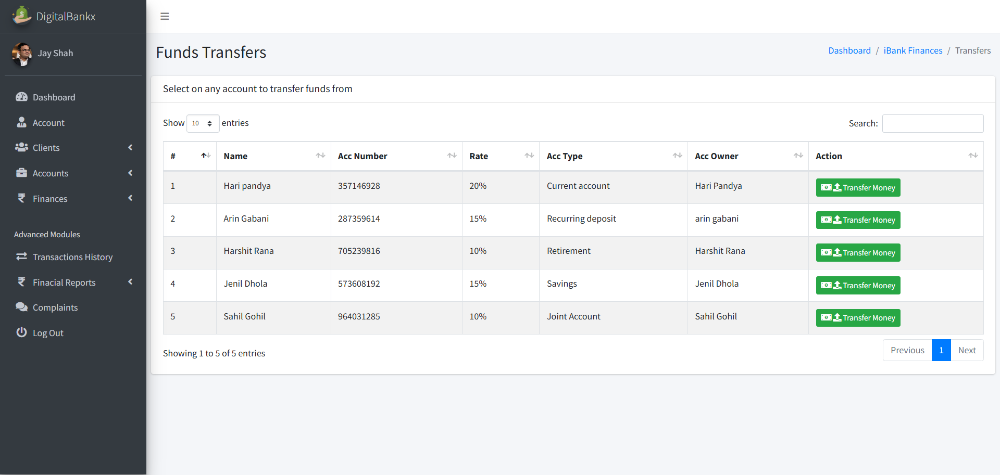 DigitalBankx
Jay Shah
Dashboard
Account
Clients
Accounts
Finances
Advanced Modules
Transactions History
Finacial Reports
Complaints
Log Out
Funds Transfers
Dashboard / iBank Finances / Transfers
Select on any account to transfer funds from
Show 10 entries
Search:
# Name Acc Number Rate Acc Type Acc Owner Action
1 Hari pandya 357146928 20% Current account Hari Pandya Transfer Money
2 Arin Gabani 287359614 15% Recurring deposit arin gabani Transfer Money
3 Harshit Rana 705239816 10% Retirement Harshit Rana Transfer Money
4 Jenil Dhola 573608192 15% Savings Jenil Dhola Transfer Money
5 Sahil Gohil 964031285 10% Joint Account Sahil Gohil Transfer Money
Showing 1 to 5 of 5 entries
Previous 1 Next